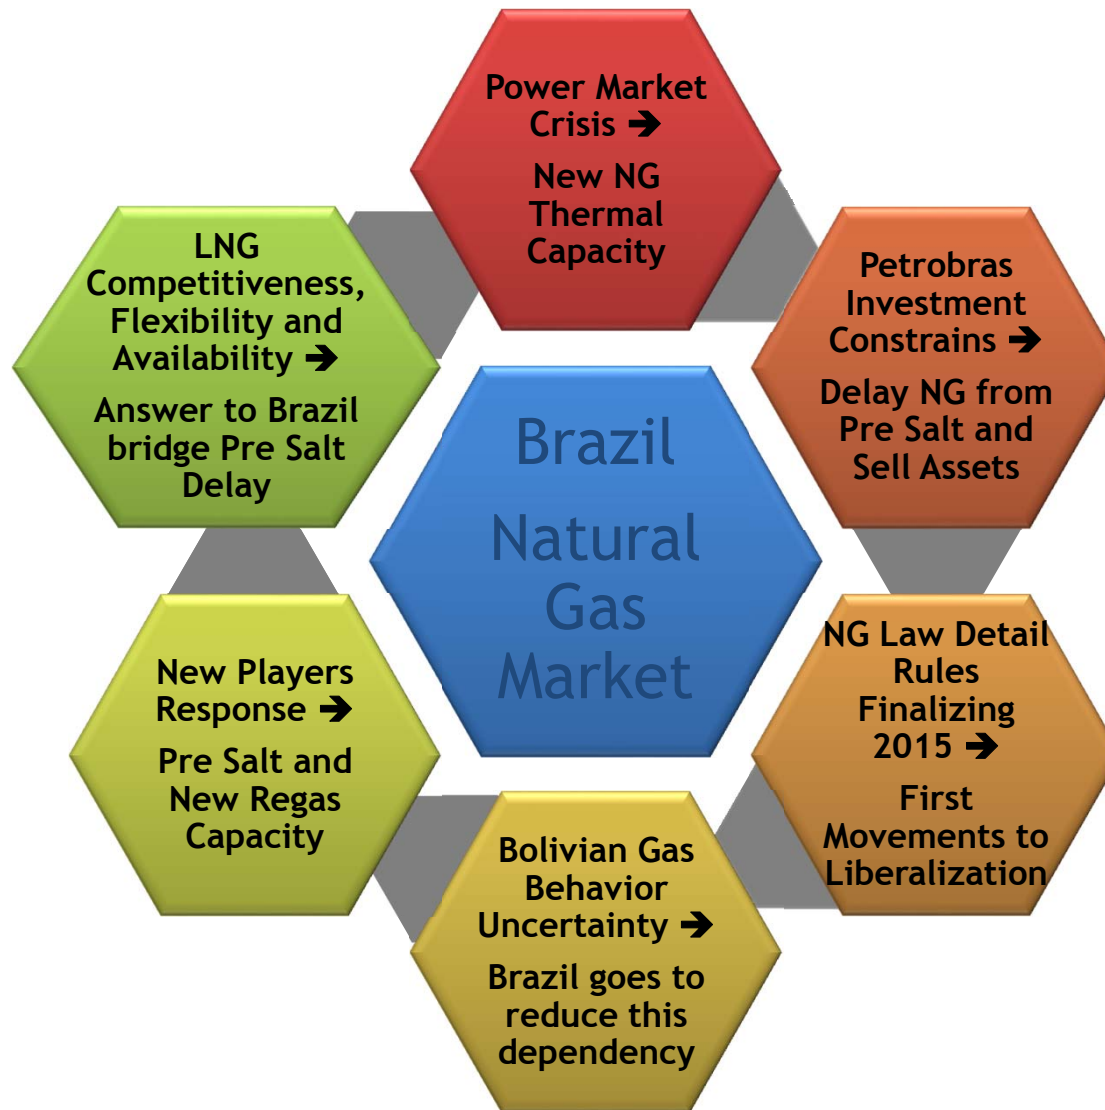 Power Market
Crisis ➔
New NG
Thermal
Capacity
Petrobras
Investment
Constrains ➔
Delay NG from
Pre Salt and
Sell Assets
NG Law Detail
Rules
Finalizing
2015 ➔
First
Movements to
Liberalization
Bolivian Gas
Behavior
Uncertainty ➔
Brazil goes to
reduce this
dependency
New Players
Response ➔
Pre Salt and
New Regas
Capacity
LNG
Competitiveness,
Flexibility and
Availability ➔
Answer to Brazil
bridge Pre Salt
Delay
Brazil
Natural
Gas
Market